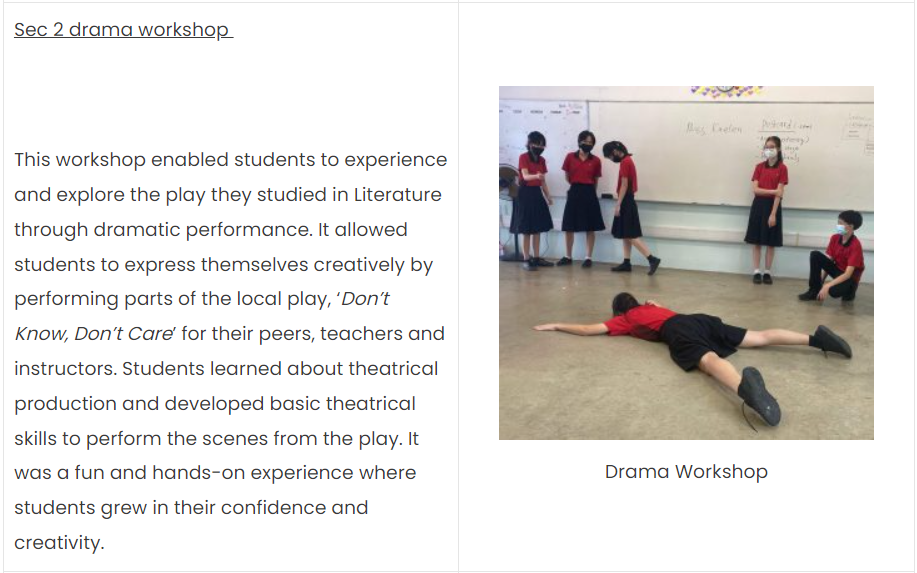 Sec 2 drama workshop
This workshop enabled students to experience
and explore the play they studied in Literature
through dramatic performance. It allowed
students to express themselves creatively by
performing parts of the local play, ‘Don’t
Know, Don’t Care’ for their peers, teachers and
instructors. Students learned about theatrical
production and developed basic theatrical
skills to perform the scenes from the play. It
was a fun and hands-on experience where
students grew in their confidence and
creativity.
Drama Workshop